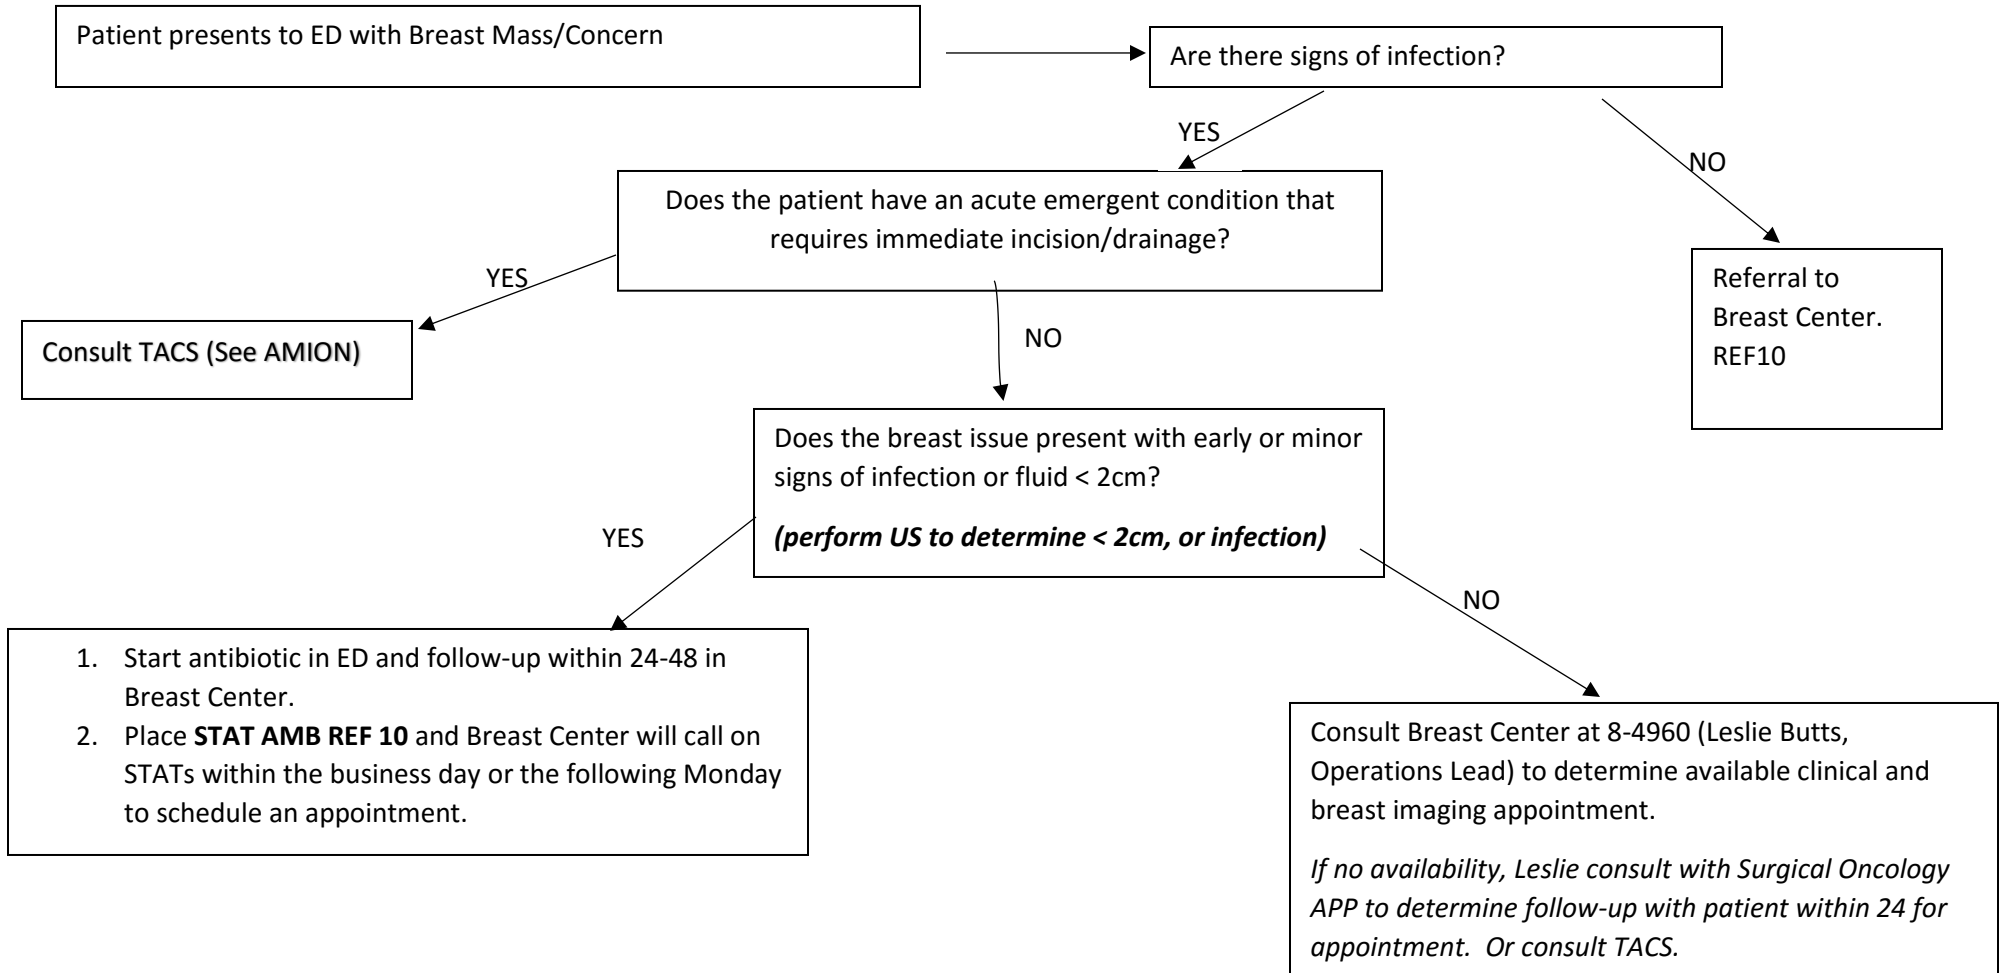 Patient presents to ED with Breast Mass/Concern
Are there signs of infection?
YES
NO
Does the patient have an acute emergent condition that
requires immediate incision/drainage?
YES
NO
Referral to
Breast Center.
REF10
Consult TACS (See AMION)
Does the breast issue present with early or minor
signs of infection or fluid < 2cm?
(perform US to determine < 2cm, or infection)
YES
NO
1. Start antibiotic in ED and follow-up within 24-48 in
Breast Center.
2. Place STAT AMB REF 10 and Breast Center will call on
STATs within the business day or the following Monday
to schedule an appointment.
Consult Breast Center at 8-4960 (Leslie Butts,
Operations Lead) to determine available clinical and
breast imaging appointment.
If no availability, Leslie consult with Surgical Oncology
APP to determine follow-up with patient within 24 for
appointment.  Or consult TACS.